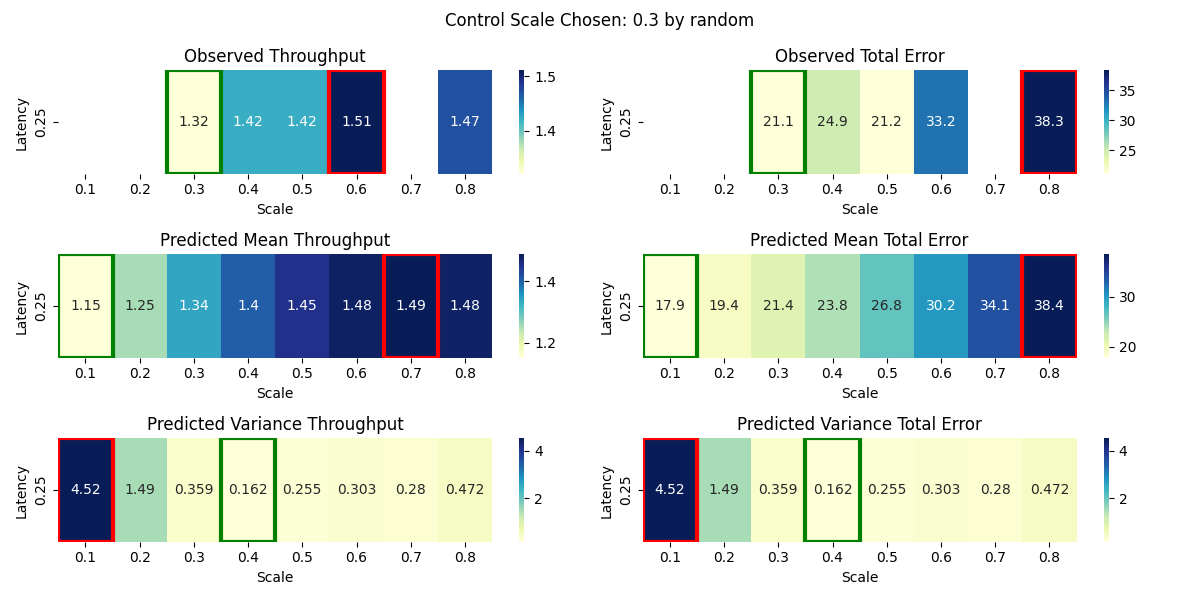 Control Scale Chosen: 0.3 by random
Observed Throughput
Latency
0.25
1.32 1.42 1.42 1.51 1.47
0.1 0.2 0.3 0.4 0.5 0.6 0.7 0.8
Scale
1.5
1.4
Observed Total Error
Latency
0.25
21.1 24.9 21.2 33.2 38.3
0.1 0.2 0.3 0.4 0.5 0.6 0.7 0.8
Scale
35
30
25
Predicted Mean Throughput
Latency
0.25
1.15 1.25 1.34 1.4 1.45 1.48 1.49 1.48
0.1 0.2 0.3 0.4 0.5 0.6 0.7 0.8
Scale
1.4
1.2
Predicted Mean Total Error
Latency
0.25
17.9 19.4 21.4 23.8 26.8 30.2 34.1 38.4
0.1 0.2 0.3 0.4 0.5 0.6 0.7 0.8
Scale
30
20
Predicted Variance Throughput
Latency
0.25
4.52 1.49 0.359 0.162 0.255 0.303 0.28 0.472
0.1 0.2 0.3 0.4 0.5 0.6 0.7 0.8
Scale
4
2
Predicted Variance Total Error
Latency
0.25
4.52 1.49 0.359 0.162 0.255 0.303 0.28 0.472
0.1 0.2 0.3 0.4 0.5 0.6 0.7 0.8
Scale
4
2